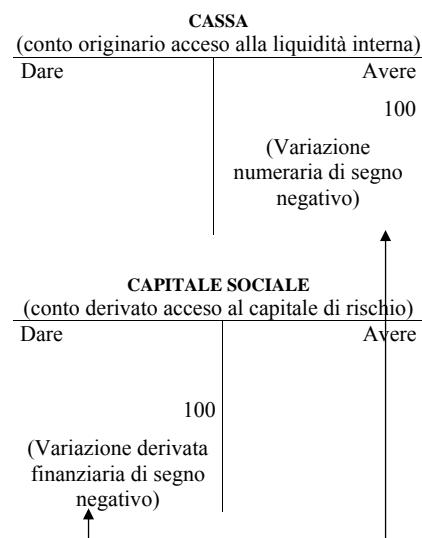 CASSA
(conto originario acceso alla liquidità interna)
Dare Avere
100
(Variazione
numeraria di segno
negativo)
CAPITALE SOCIALE
(conto derivato acceso al capitale di rischio)
Dare Avere
100
(Variazione derivata
finanziaria di segno
negativo)